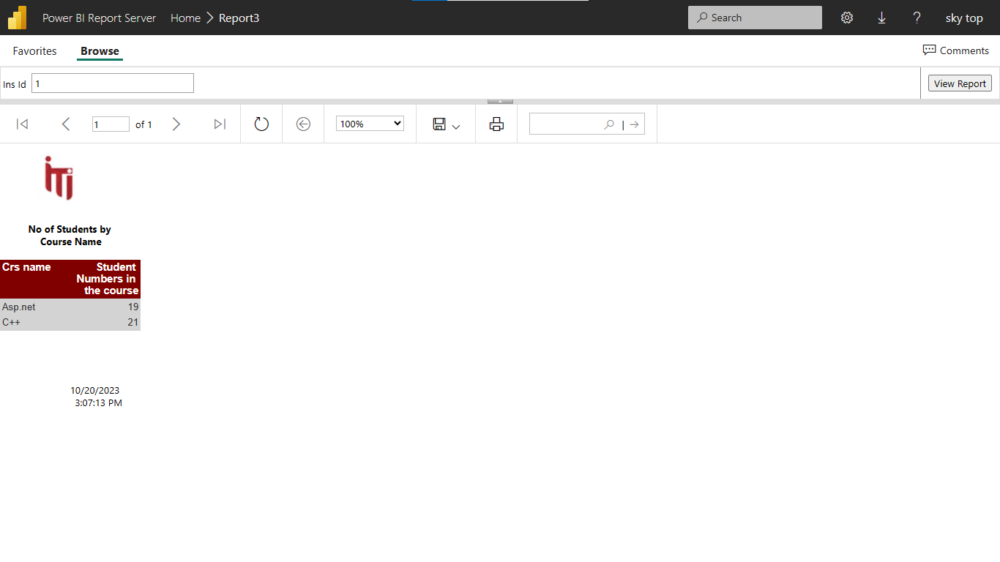 Power BI Report Server Home Report3 Search ? sky top
Favorites Browse Comments
Ins Id 1 View Report
1 of 1 100% |
iTi
No of Students by
Course Name
Crs name Student
Numbers in
the course
Asp.net 19
C++ 21
10/20/2023
3:07:13 PM